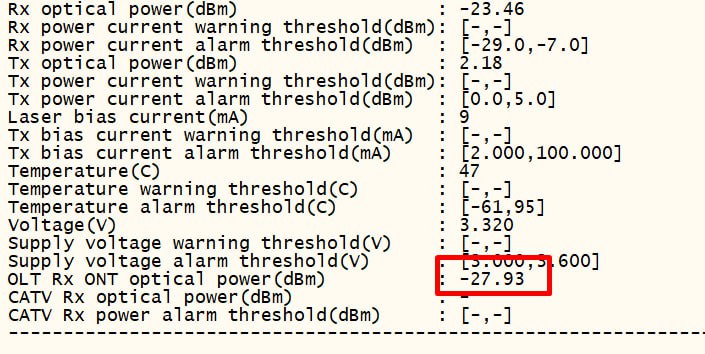 Rx optical power(dBm) : -23.46
Rx power current warning threshold(dBm): [-,-]
Rx power current alarm threshold(dBm) : [-29.0,-7.0]
Tx optical power(dBm) : 2.18
Tx power current warning threshold(dBm): [-,-]
Tx power current alarm threshold(dBm) : [0.0,5.0]
Laser bias current(mA) : 9
Tx bias current warning threshold(mA) : [-,-]
Tx bias current alarm threshold(mA) : [2.000,100.000]
Temperature(C) : 47
Temperature warning threshold(C) : [-,-]
Temperature alarm threshold(C) : [-61,95]
Voltage(V) : 3.320
Supply voltage warning threshold(V) : [-,-]
Supply voltage alarm threshold(V) : [3.000,3.600]
OLT Rx ONT optical power(dBm) : -27.93
CATV Rx optical power(dBm) : -
CATV Rx power alarm threshold(dBm) : [-,-]
------------------------------------------------------------------------------